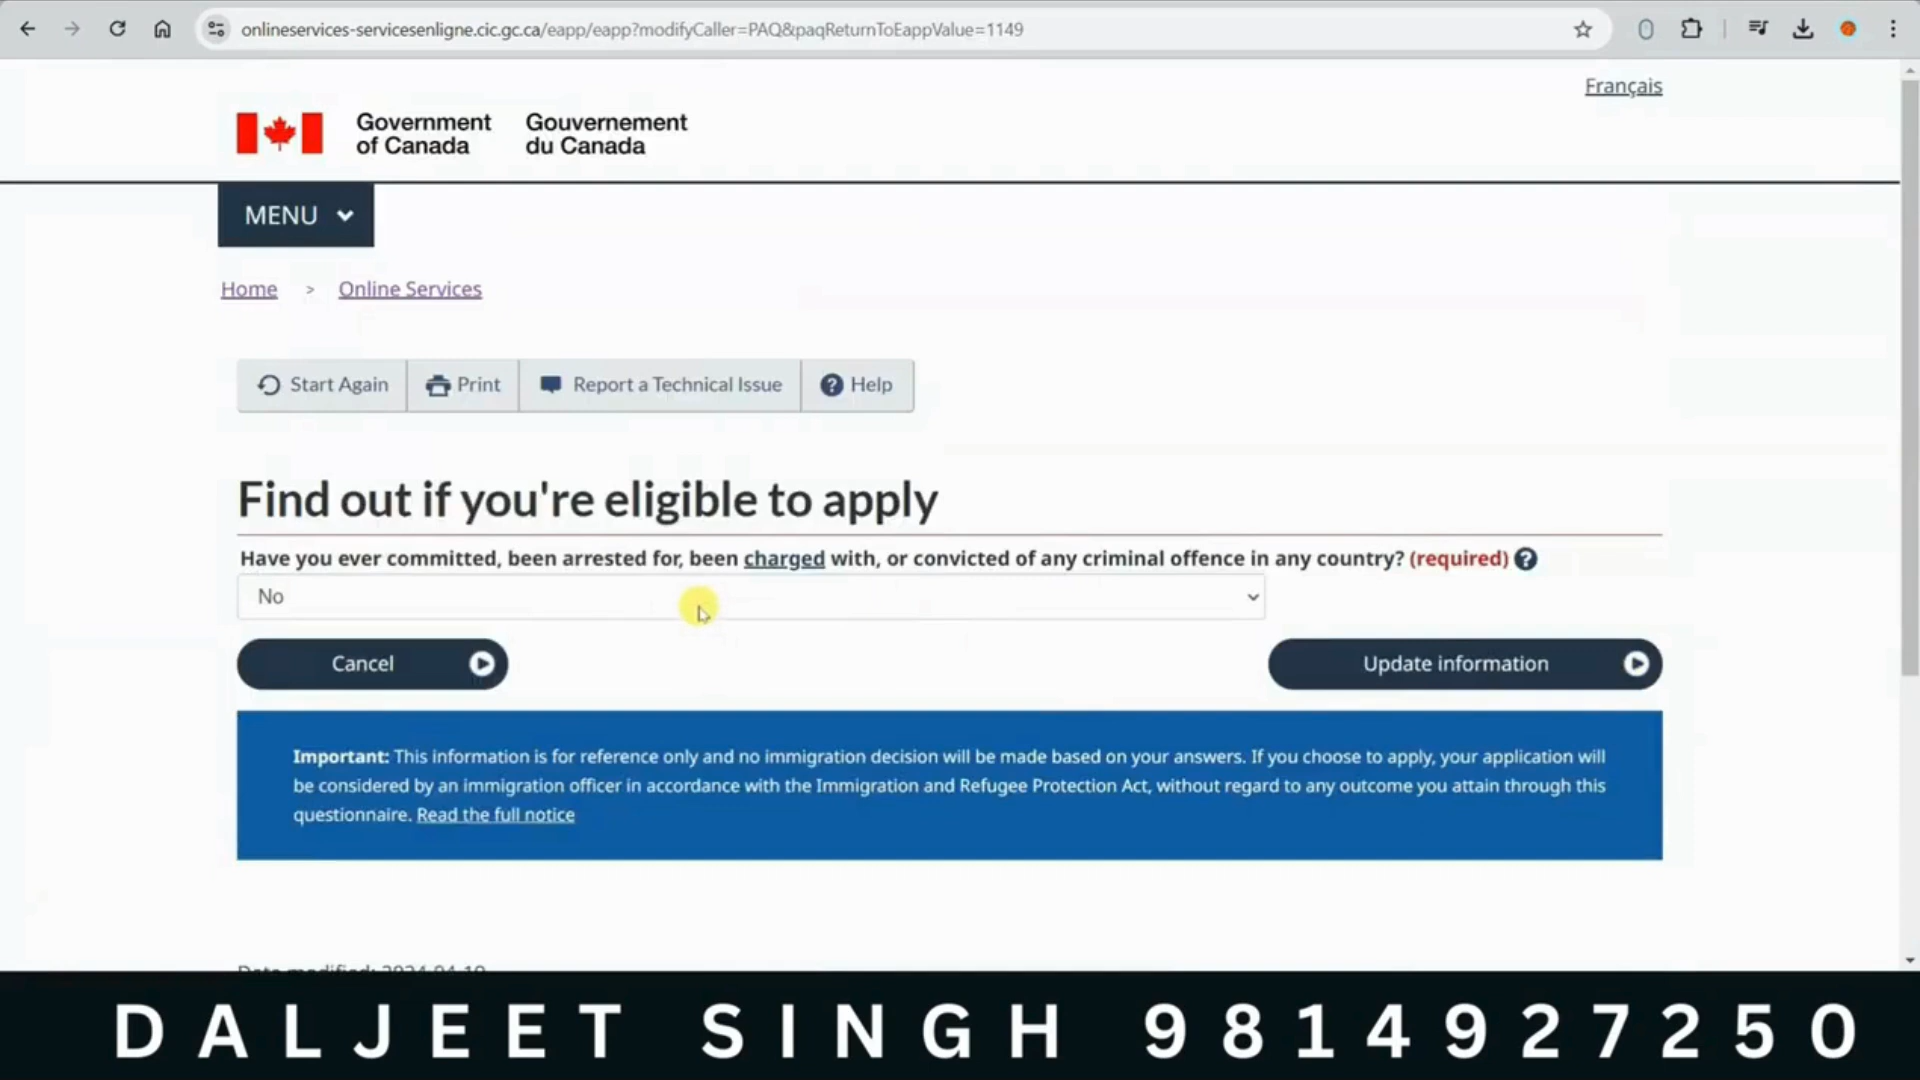 onlineservices-servicesenligne.cic.gc.ca/eapp/eapp?modifyCaller=PAQ&paqReturnToEappValue=1149
Français
Government of Canada
Gouvernement du Canada
MENU
Home > Online Services
Start Again Print Report a Technical Issue Help
Find out if you're eligible to apply
Have you ever committed, been arrested for, been charged with, or convicted of any criminal offence in any country? (required)
No
Cancel Update information
Important: This information is for reference only and no immigration decision will be made based on your answers. If you choose to apply, your application will
be considered by an immigration officer in accordance with the Immigration and Refugee Protection Act, without regard to any outcome you attain through this
questionnaire. Read the full notice
Date modified: 2024-04-19
DALJEET SINGH 9814927250